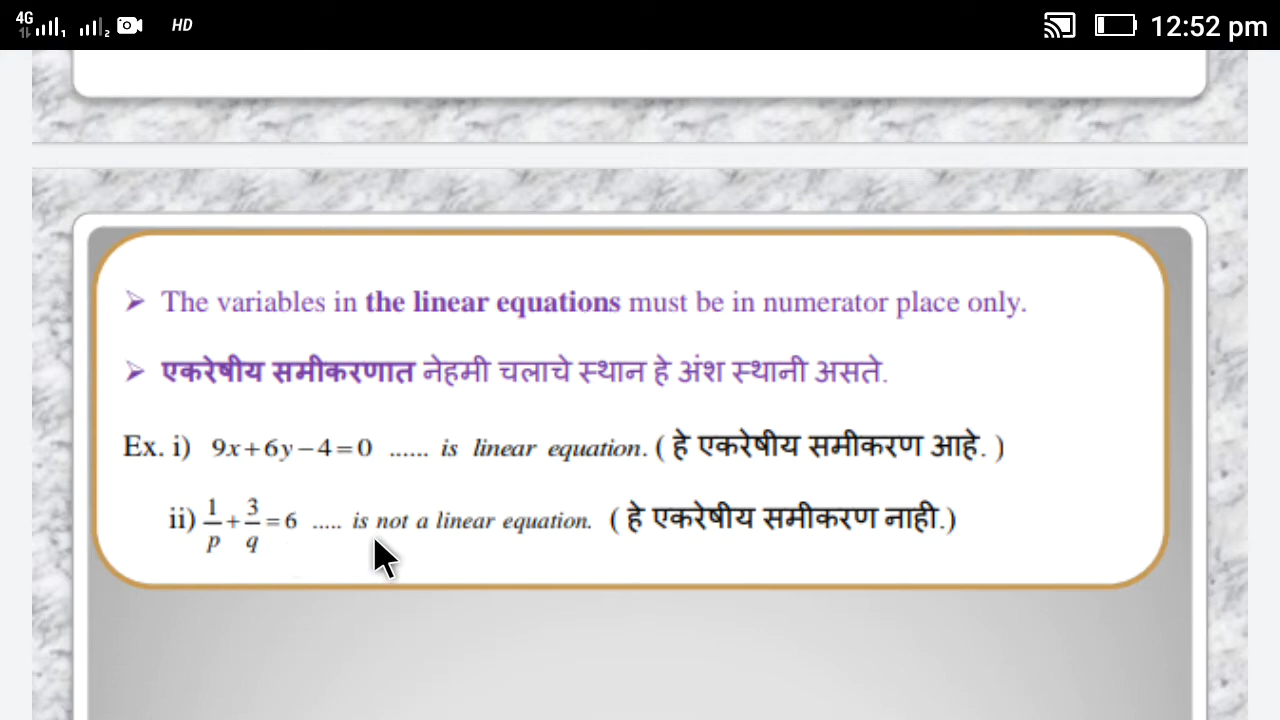 4G 1 2 HD 12:52 pm
➢ The variables in the linear equations must be in numerator place only.
➢ एकरेषीय समीकरणात नेहमी चलाचे स्थान हे अंश स्थानी असते.
Ex. i) 9x+6y−4=0 ...... is linear equation. ( हे एकरेषीय समीकरण आहे. )
ii) 1/p + 3/q = 6 ..... is not a linear equation. ( हे एकरेषीय समीकरण नाही.)